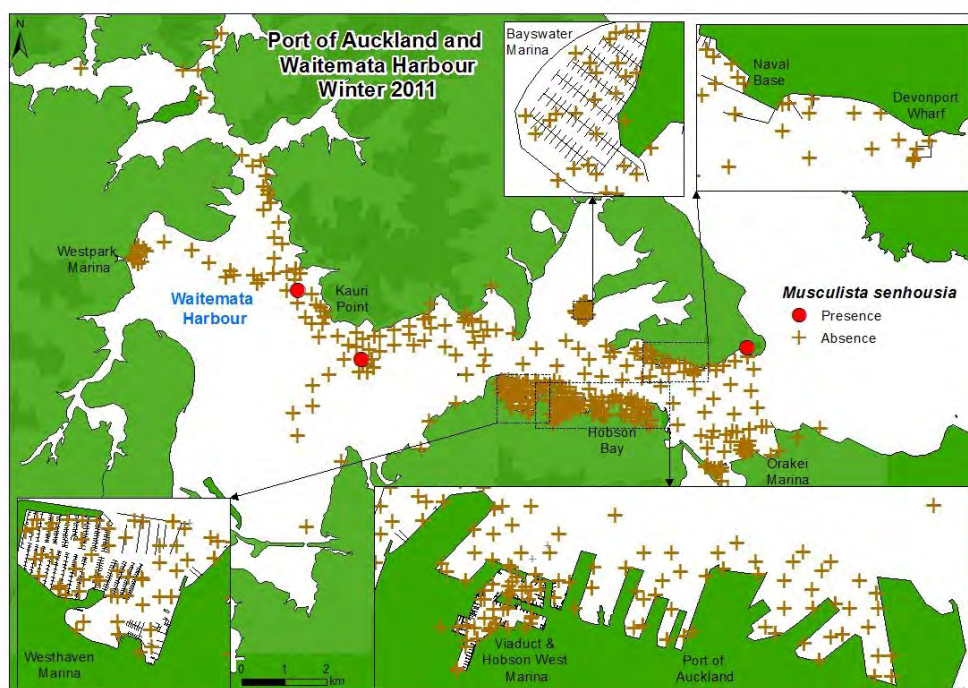 N
Port of Auckland and
Waitemata Harbour
Winter 2011
Bayswater
Marina
Naval
Base
Devonport
Wharf
Westpark
Marina
Waitemata
Harbour
Kauri
Point
Musculista senhousia
Presence
Absence
Hobson
Bay
Orakei
Marina
Westhaven
Marina
0 1 2
km
Viaduct &
Hobson West
Marina
Port of
Auckland